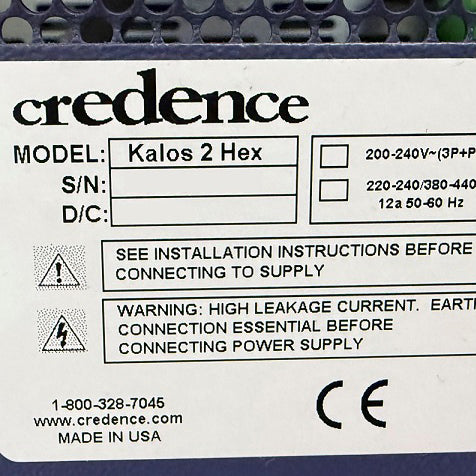 credence
MODEL: Kalos 2 Hex
S/N:
D/C:
200-240V~(3P+P
220-240/380-440
12a 50-60 Hz
SEE INSTALLATION INSTRUCTIONS BEFORE
CONNECTING TO SUPPLY
WARNING: HIGH LEAKAGE CURRENT. EART
CONNECTION ESSENTIAL BEFORE
CONNECTING POWER SUPPLY
1-800-328-7045
www.credence.com
MADE IN USA
CE